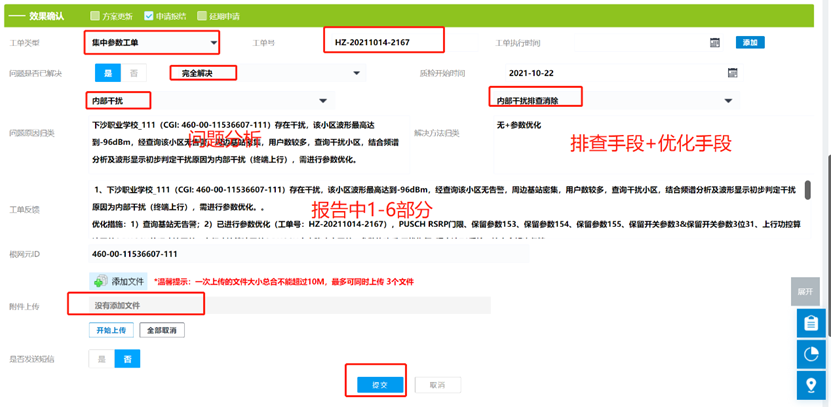 效果确认 方案更新 申请报结 延期申请
工单类型 集中参数工单 工单号 HZ-20211014-2167 工单执行时间 添加
问题是否已解决 是 否 完全解决 质检开始时间 2021-10-22
内部干扰 内部干扰排查消除
问题原因归类 解决方法归类 无+参数优化
下沙职业学校_111（CGI: 460-00-11536607-111）存在干扰，该小区波形最高达
到-96dBm，经查询该小区无告警，周边基站密集，用户数较多，查询干扰小区，结合频谱
分析及波形显示初步判定干扰原因为内部干扰（终端上行），需进行参数优化。
问题分析
排查手段+优化手段
工单反馈
1、下沙职业学校_111（CGI: 460-00-11536607-111）存在干扰，该小区波形最高达到-96dBm，经查询该小区无告警，周边基站密集，用户数较多，查询干扰小区，结合频谱分析及波形显示初步判定干
扰原因为内部干扰（终端上行），需进行参数优化。。
报告中1-6部分
优化措施：1）查询基站无告警；2）已进行参数优化（工单号：HZ-20211014-2167），PUSCH RSRP门限、保留参数153、保留参数154、保留参数155、保留开关参数3&保留开关参数3位31、上行功控算
根网元ID 460-00-11536607-111
添加文件 *温馨提示：一次上传的文件大小总合不能超过10M，最多可同时上传 3个文件
附件上传 没有添加文件
开始上传 全部取消
是否发送短信 是 否
提交 取消
展开